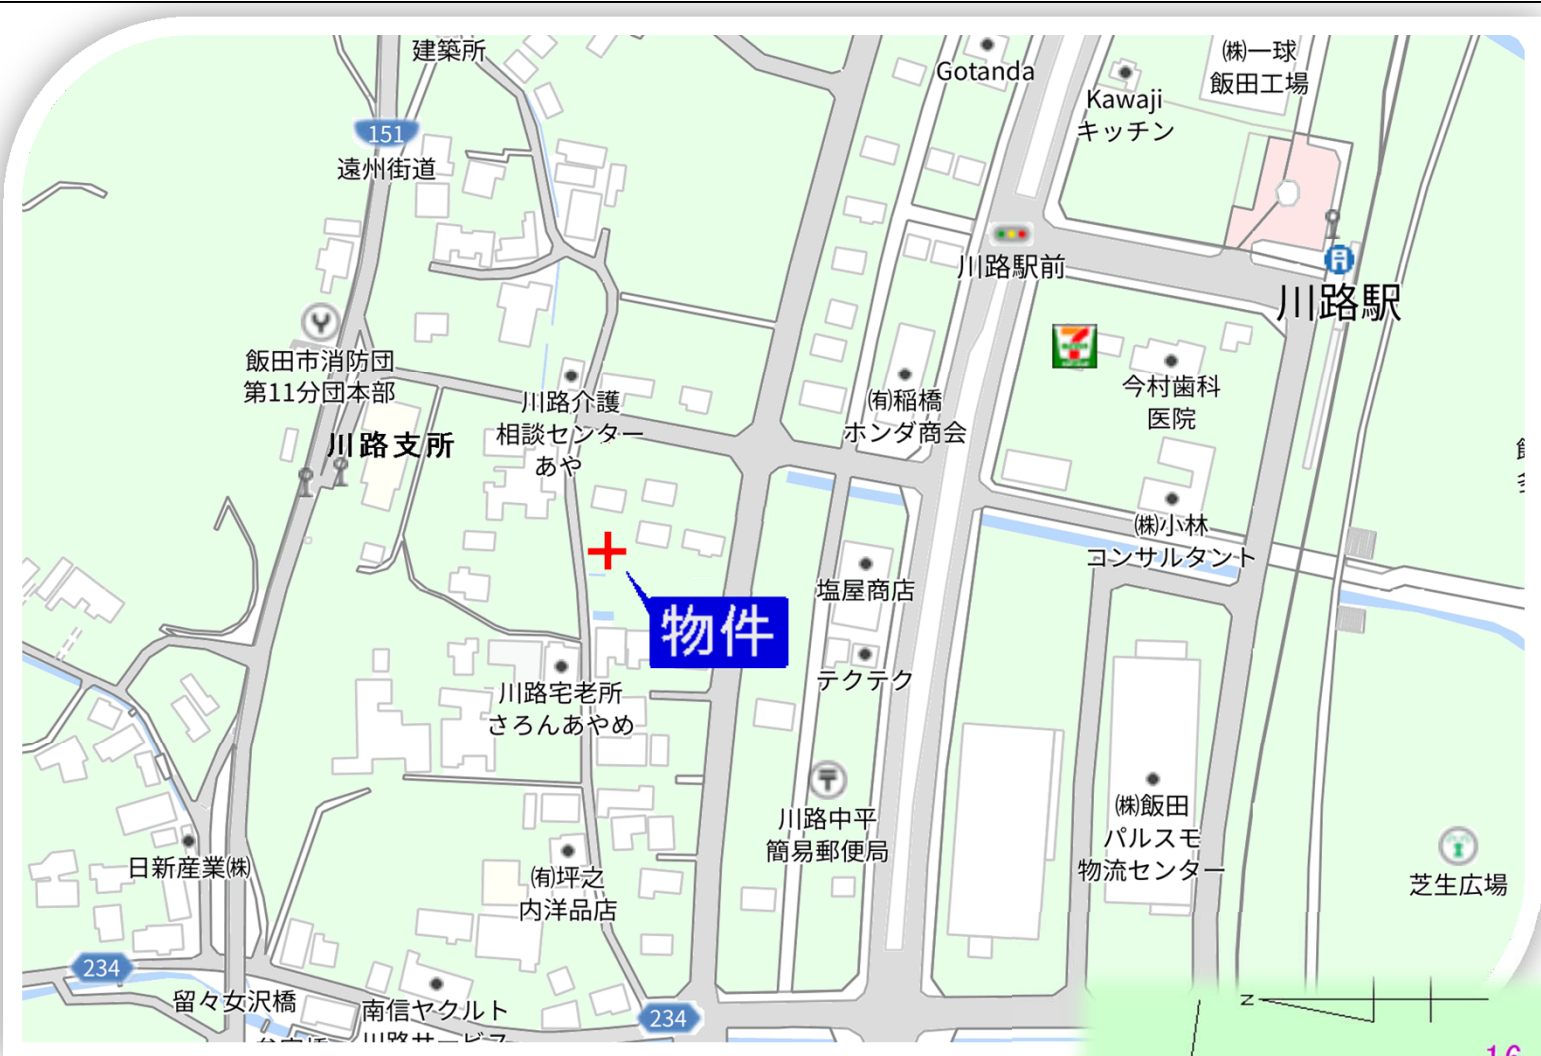 建築所
Gotanda
㈱一球
飯田工場
Kawaji
キッチン
151
遠州街道
川路駅前
川路駅
飯田市消防団
第11分団本部
川路介護
相談センター
あや
㈲稲橋
ホンダ商会
今村歯科
医院
川路支所
㈱小林
コンサルタント
塩屋商店
物件
テクテク
川路宅老所
さろんあやめ
川路中平
簡易郵便局
㈱飯田
パルスモ
物流センター
日新産業㈱
㈲坪之
内洋品店
芝生広場
234
留々女沢橋
南信ヤクルト
川路サービス
234
N
16